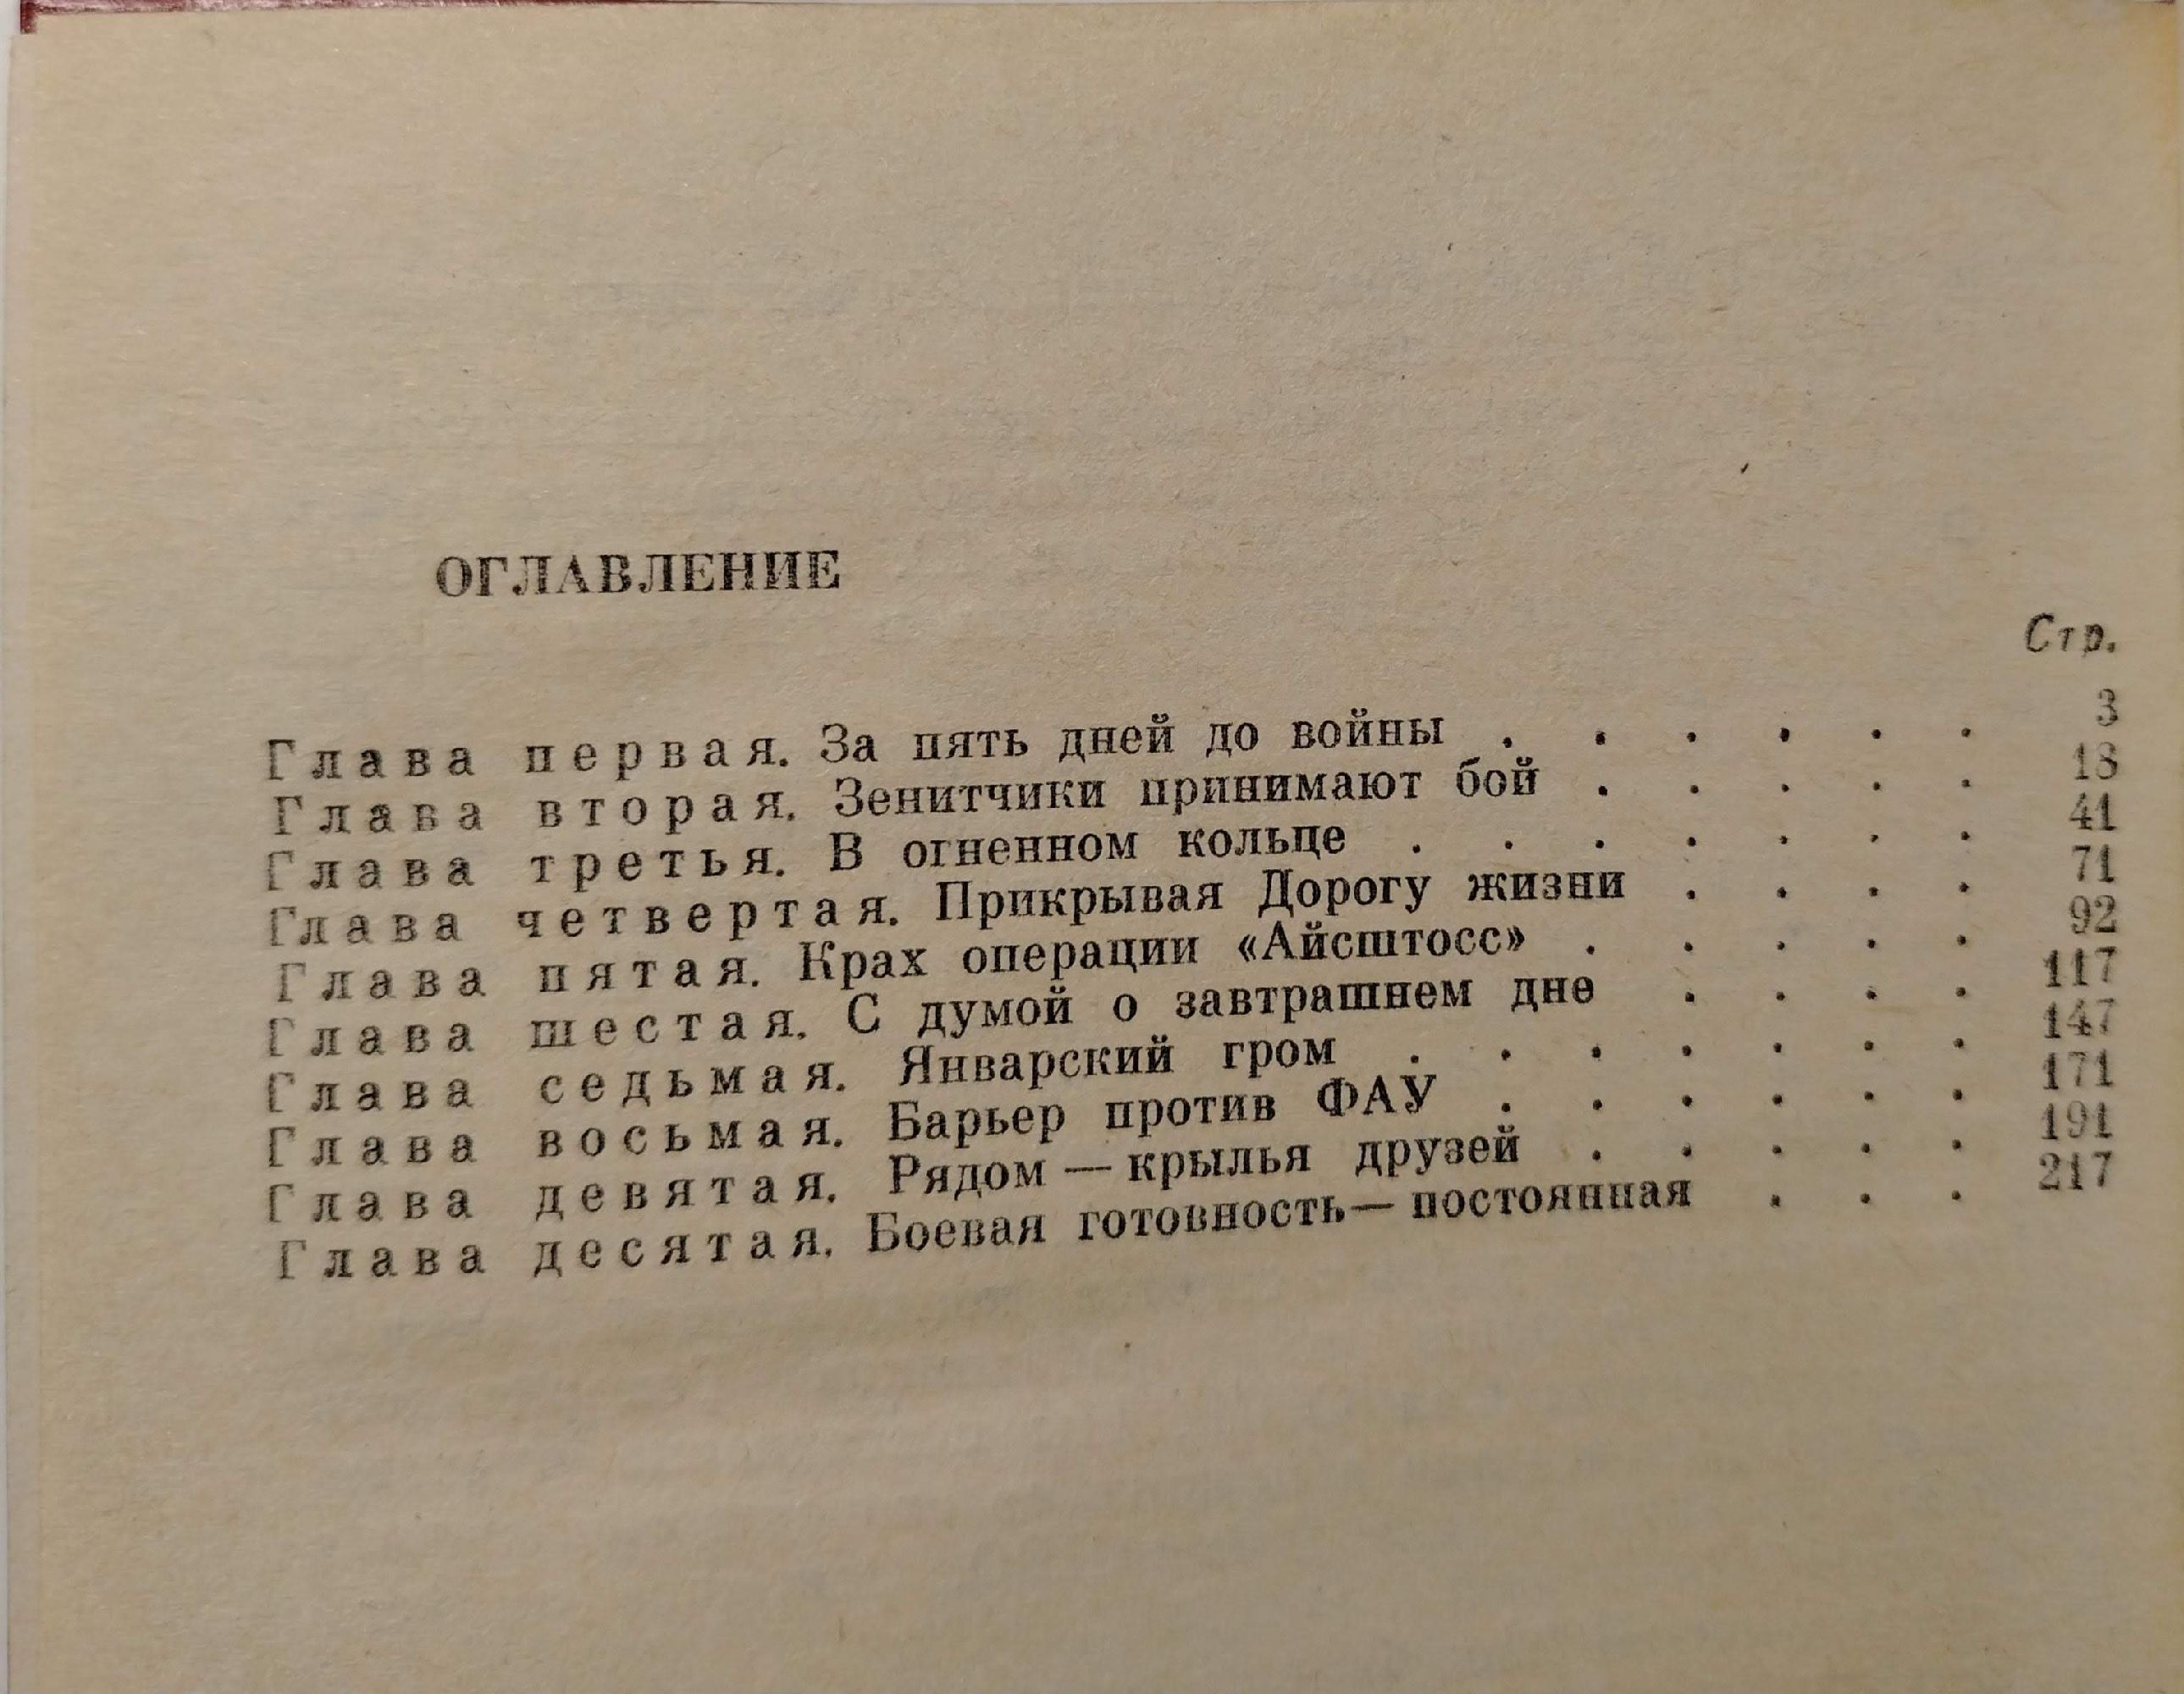 ОГЛАВЛЕНИЕ
Стр.
Глава первая. За пять дней до войны . . . . . . 3
Глава вторая. Зенитчики принимают бой . . . . . 18
Глава третья. В огненном кольце . . . . . . . 41
Глава четвертая. Прикрывая Дорогу жизни . . . . 71
Глава пятая. Крах операции «Айсштосс» . . . . . 92
Глава шестая. С думой о завтрашнем дне . . . . 117
Глава седьмая. Январский гром . . . . . . . 147
Глава восьмая. Барьер против ФАУ . . . . . . 171
Глава девятая. Рядом — крылья друзей . . . . . 191
Глава десятая. Боевая готовность — постоянная . . . 217